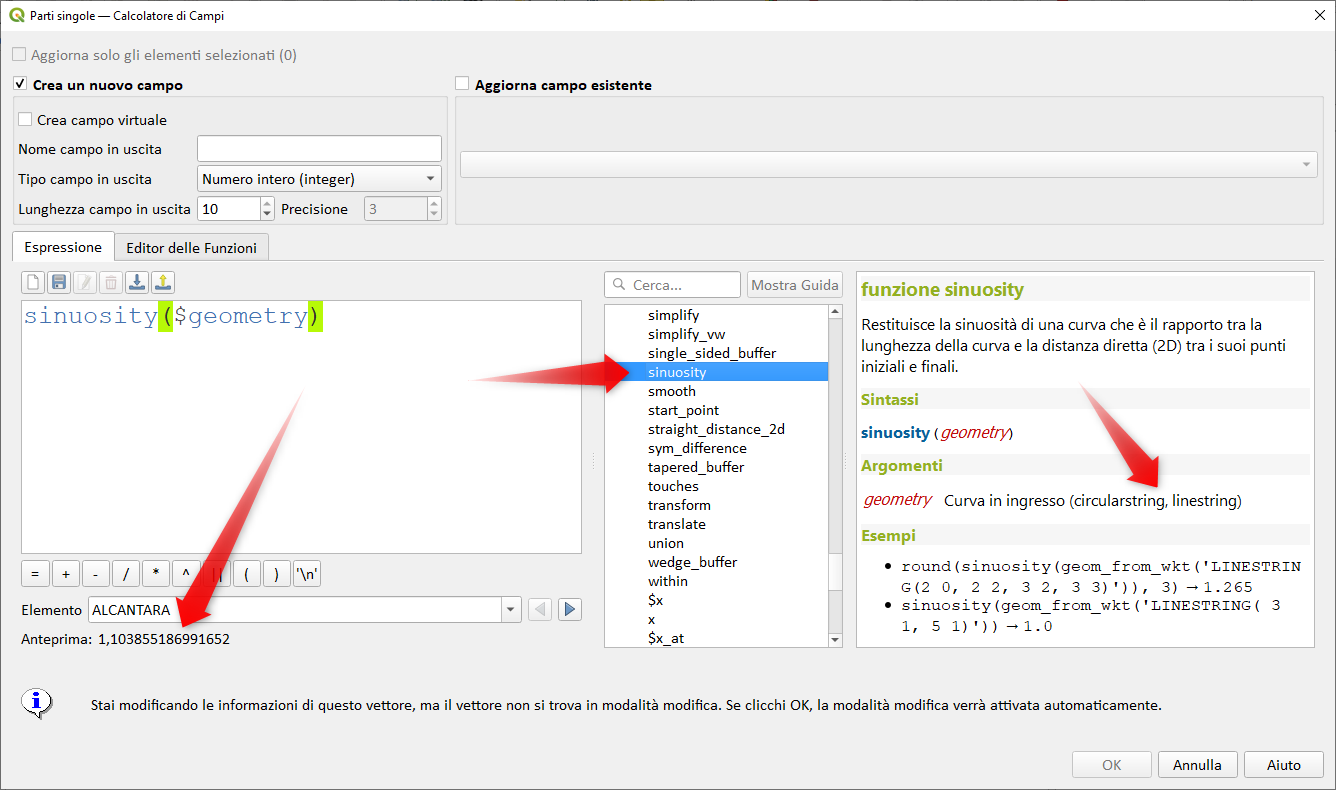 Parti singole — Calcolatore di Campi
Aggiorna solo gli elementi selezionati (0)
Crea un nuovo campo
Aggiorna campo esistente
Crea campo virtuale
Nome campo in uscita
Tipo campo in uscita
Numero intero (integer)
Lunghezza campo in uscita
10
Precisione
3
Espressione
Editor delle Funzioni
sinuosity($geometry)
=
+
-
/
*
^
||
(
)
'\n'
Elemento
ALCANTARA
Anteprima: 1,103855186991652
Cerca...
Mostra Guida
simplify
simplify_vw
single_sided_buffer
sinuosity
smooth
start_point
straight_distance_2d
sym_difference
tapered_buffer
touches
transform
translate
union
wedge_buffer
within
$x
x
$x_at
funzione sinuosity
Restituisce la sinuosità di una curva che è il rapporto tra la
lunghezza della curva e la distanza diretta (2D) tra i suoi punti
iniziali e finali.
Sintassi
sinuosity (geometry)
Argomenti
geometry Curva in ingresso (circularstring, linestring)
Esempi
round(sinuosity(geom_from_wkt('LINESTRIN
G(2 0, 2 2, 3 2, 3 3)')), 3) → 1.265
sinuosity(geom_from_wkt('LINESTRING( 3
1, 5 1)')) → 1.0
Stai modificando le informazioni di questo vettore, ma il vettore non si trova in modalità modifica. Se clicchi OK, la modalità modifica verrà attivata automaticamente.
OK
Annulla
Aiuto